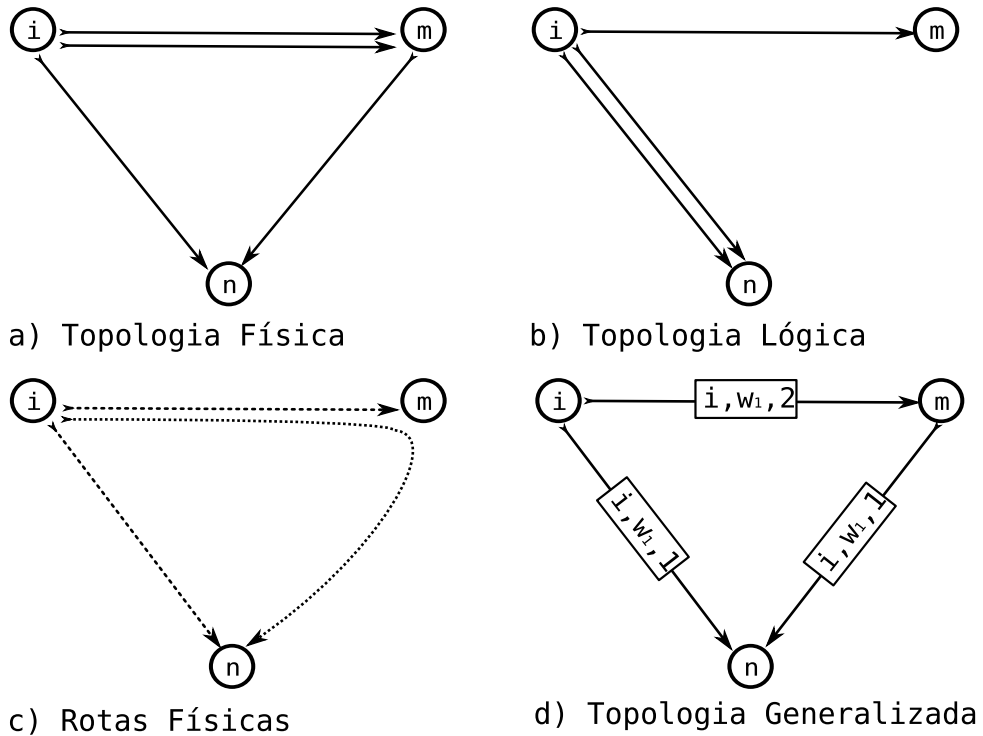 i
m
n
a) Topologia Física
i
m
n
b) Topologia Lógica
i
m
n
c) Rotas Físicas
i
i,w₁,2
m
i,w₁,1
i,w₁,1
n
d) Topologia Generalizada